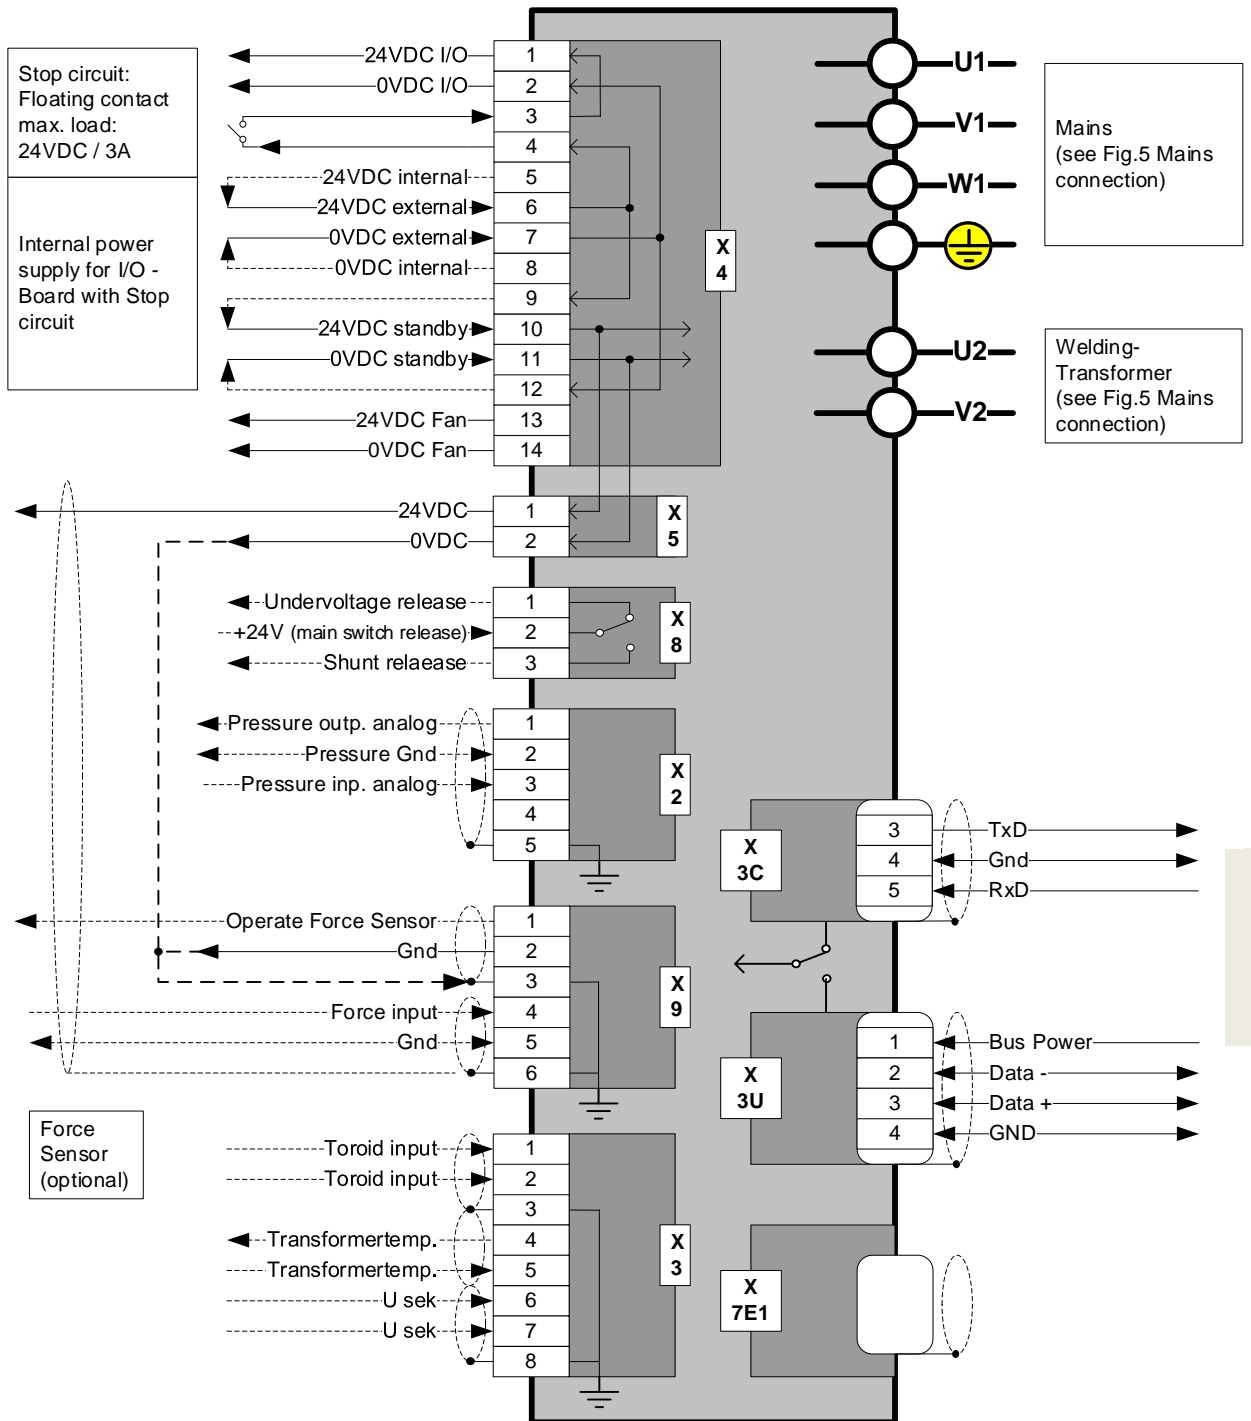 Stop circuit:
Floating contact
max. load:
24VDC / 3A
Internal power
supply for I/O -
Board with Stop
circuit
24VDC I/O 1
0VDC I/O 2
3
4
24VDC internal 5
24VDC external 6
0VDC external 7
0VDC internal 8
9
24VDC standby 10
0VDC standby 11
12
24VDC Fan 13
0VDC Fan 14
X
4
24VDC 1
0VDC 2
X
5
Undervoltage release 1
+24V (main switch release) 2
Shunt relaease 3
X
8
Pressure outp. analog 1
Pressure Gnd 2
Pressure inp. analog 3
4
5
X
2
Operate Force Sensor 1
Gnd 2
3
Force input 4
Gnd 5
6
X
9
Force
Sensor
(optional)
Toroid input 1
Toroid input 2
3
Transformertemp. 4
Transformertemp. 5
U sek 6
U sek 7
8
X
3
U1
V1
W1
Mains
(see Fig.5 Mains
connection)
U2
V2
Welding-
Transformer
(see Fig.5 Mains
connection)
X
3C
3 TxD
4 Gnd
5 RxD
X
3U
1 Bus Power
2 Data -
3 Data +
4 GND
X
7E1